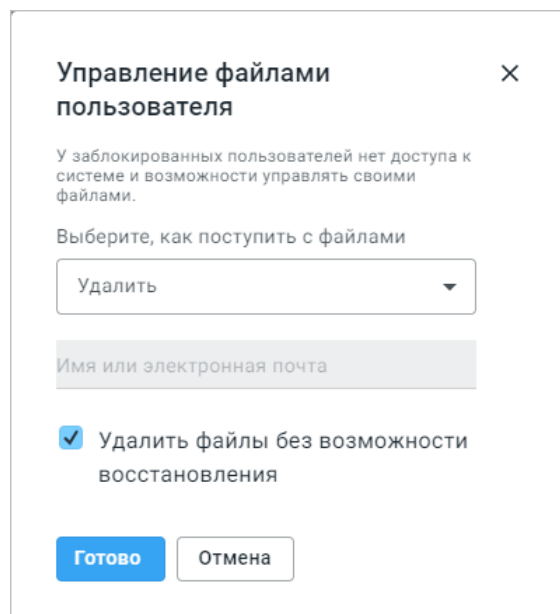 Управление файлами
пользователя
У заблокированных пользователей нет доступа к
системе и возможности управлять своими
файлами.
Выберите, как поступить с файлами
Удалить
Имя или электронная почта
Удалить файлы без возможности
восстановления
Готово
Отмена